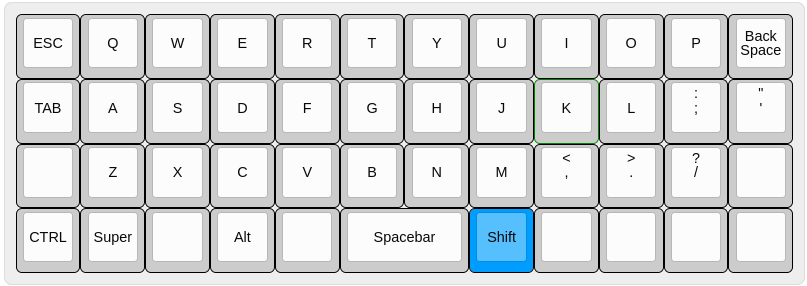 ESC Q W E R T Y U I O P Back
Space
TAB A S D F G H J K L : "
; '
Z X C V B N M < > ?
, . /
CTRL Super Alt Spacebar Shift